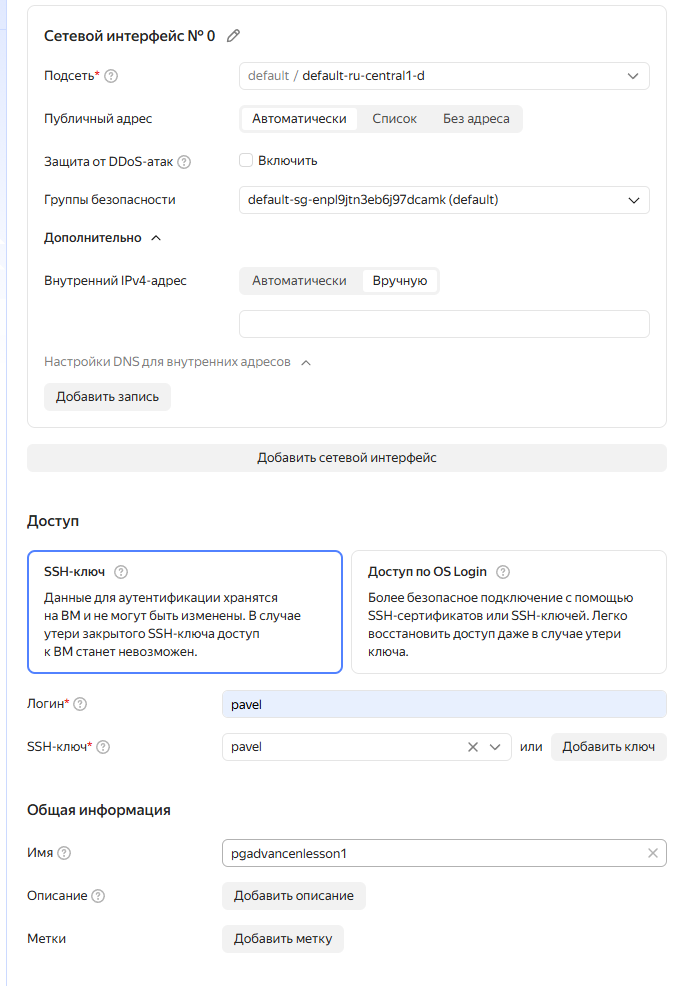 Сетевой интерфейс № 0
Подсеть* default / default-ru-central1-d
Публичный адрес Автоматически Список Без адреса
Защита от DDoS-атак Включить
Группы безопасности default-sg-enpl9jtn3eb6j97dcamk (default)
Дополнительно
Внутренний IPv4-адрес Автоматически Вручную
Настройки DNS для внутренних адресов
Добавить запись
Добавить сетевой интерфейс
Доступ
SSH-ключ
Данные для аутентификации хранятся
на ВМ и не могут быть изменены. В случае
утери закрытого SSH-ключа доступ
к ВМ станет невозможен.
Доступ по OS Login
Более безопасное подключение с помощью
SSH-сертификатов или SSH-ключей. Легко
восстановить доступ даже в случае утери
ключа.
Логин* pavel
SSH-ключ* pavel или Добавить ключ
Общая информация
Имя pgadvancenlesson1
Описание Добавить описание
Метки Добавить метку